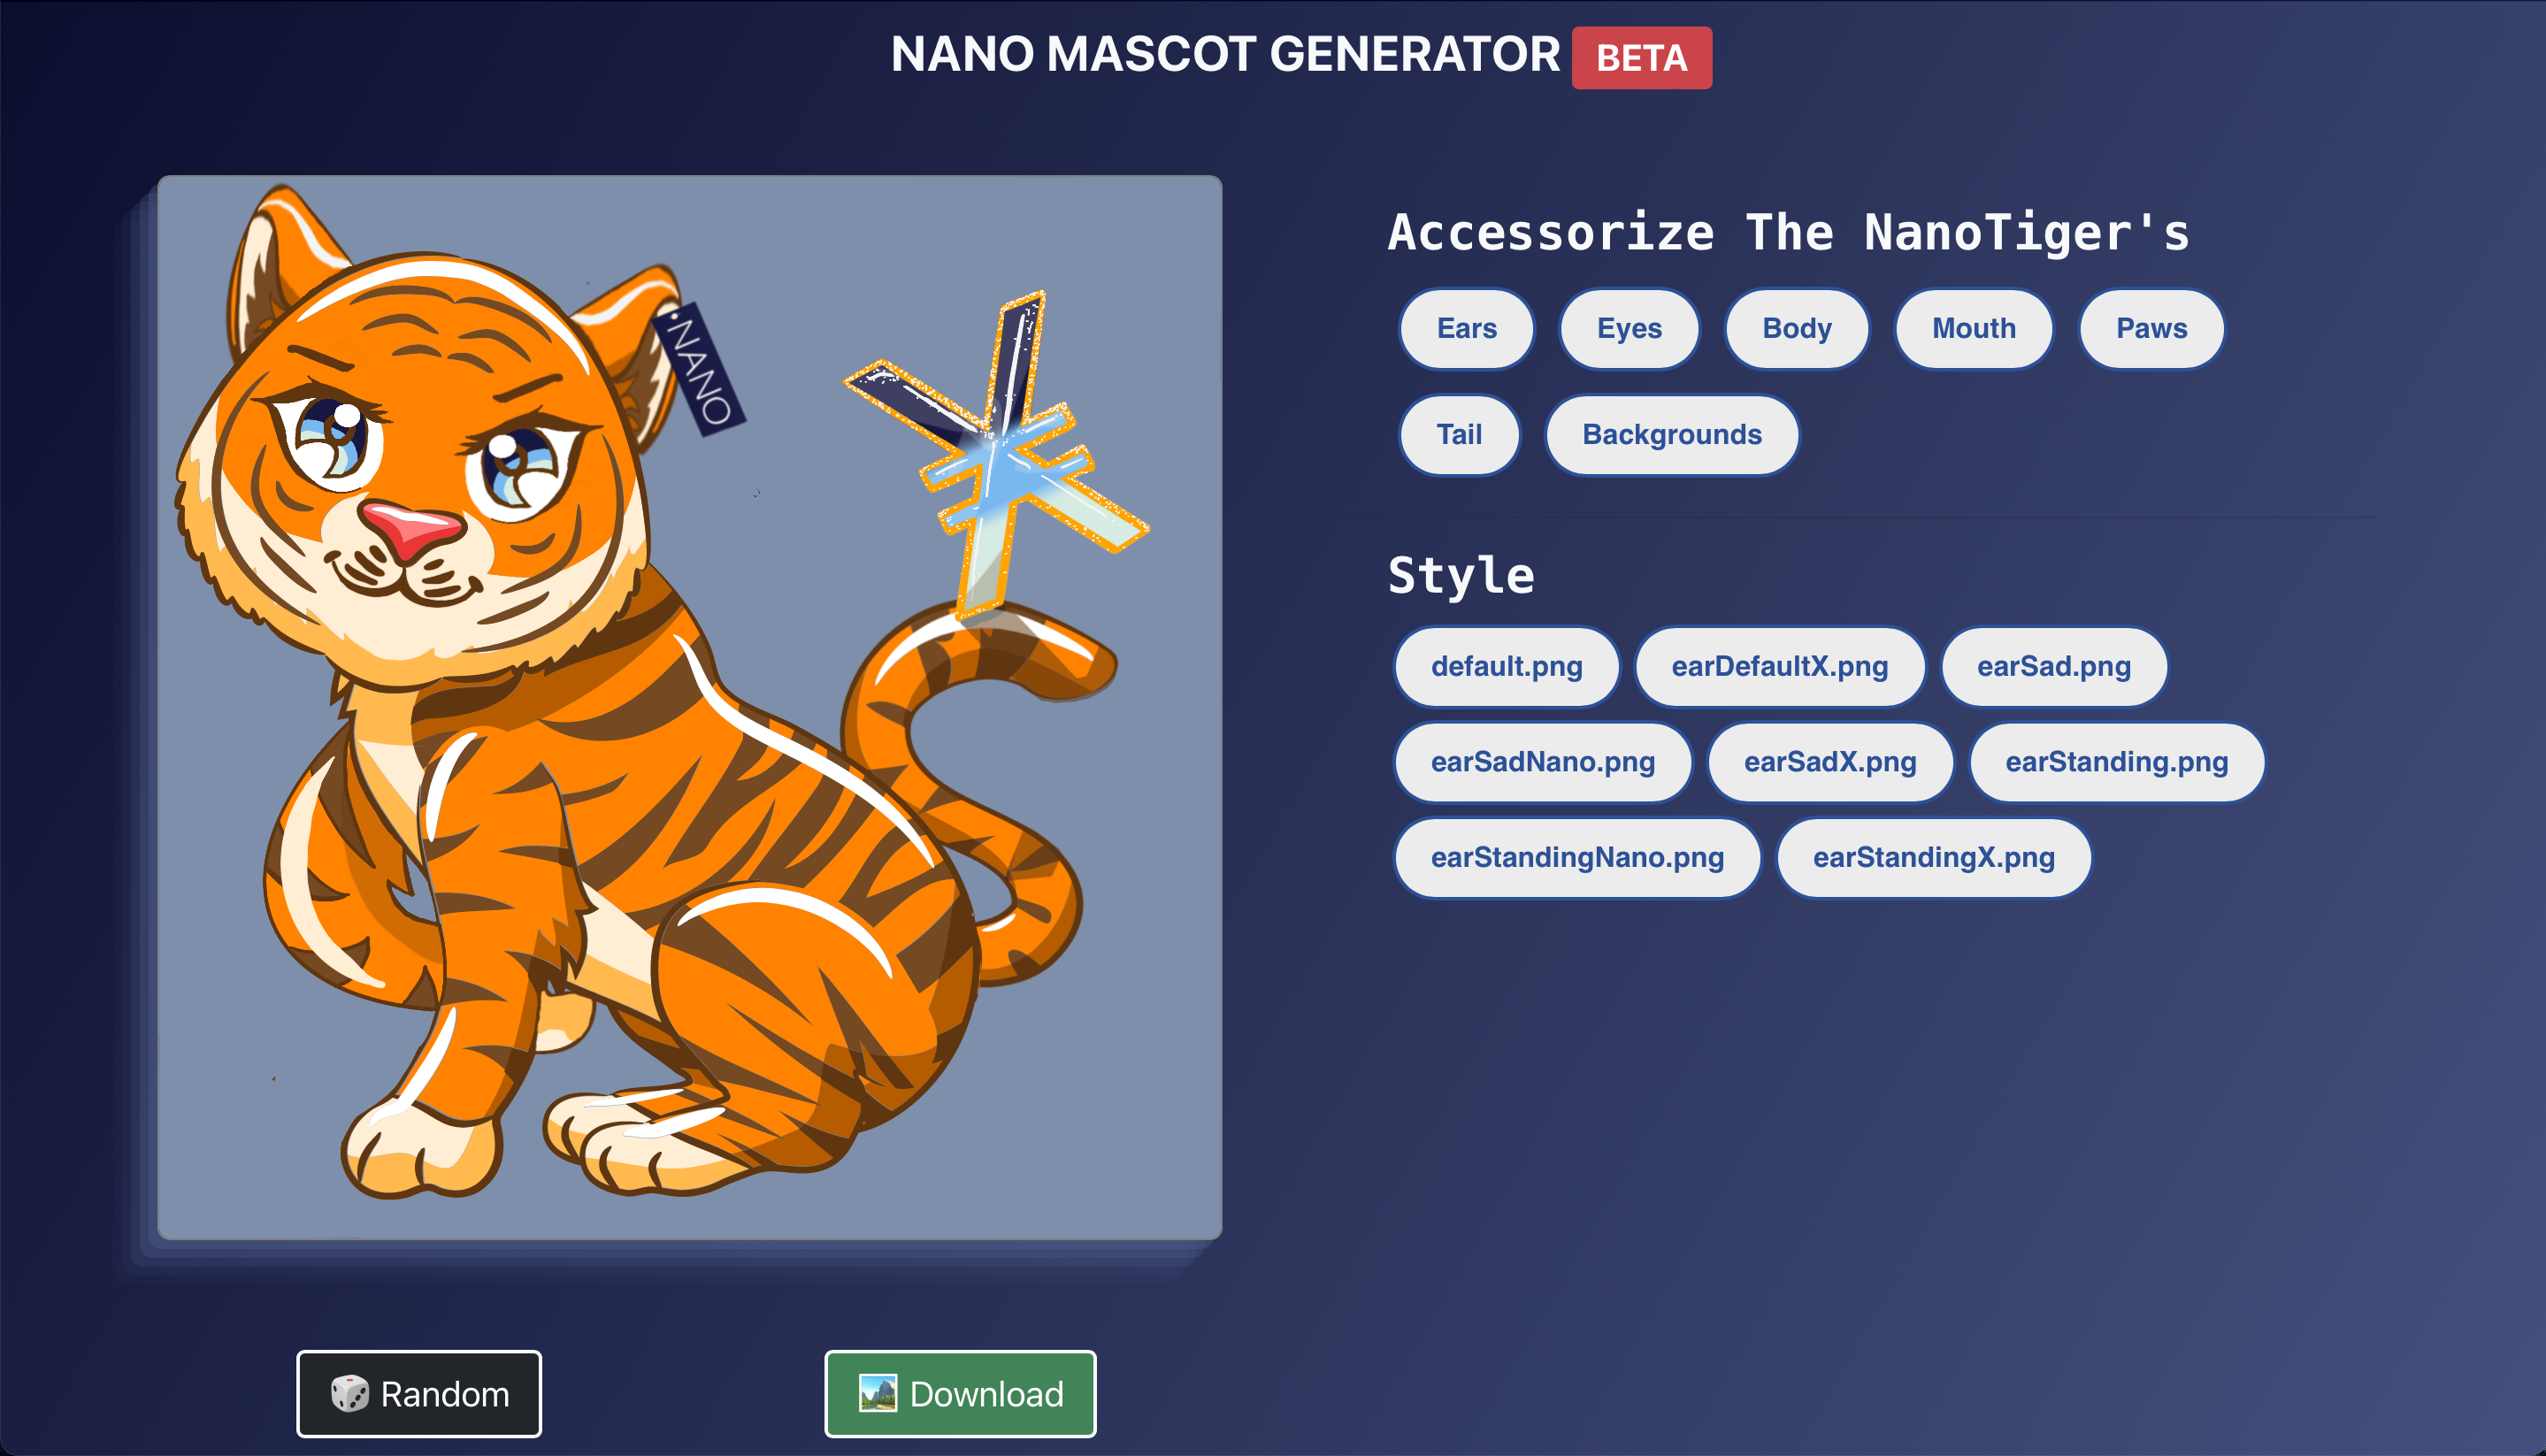 NANO MASCOT GENERATOR BETA
NANO
Accessorize The NanoTiger's
Ears Eyes Body Mouth Paws
Tail Backgrounds
Style
default.png earDefaultX.png earSad.png
earSadNano.png earSadX.png earStanding.png
earStandingNano.png earStandingX.png
Random Download